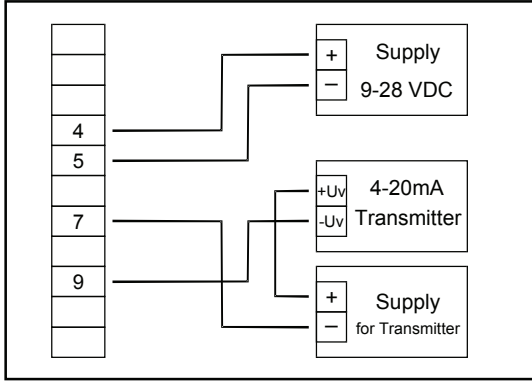 4
5
7
9
+
Supply
−
9-28 VDC
+Uv
4-20mA
-Uv
Transmitter
+
Supply
−
for Transmitter